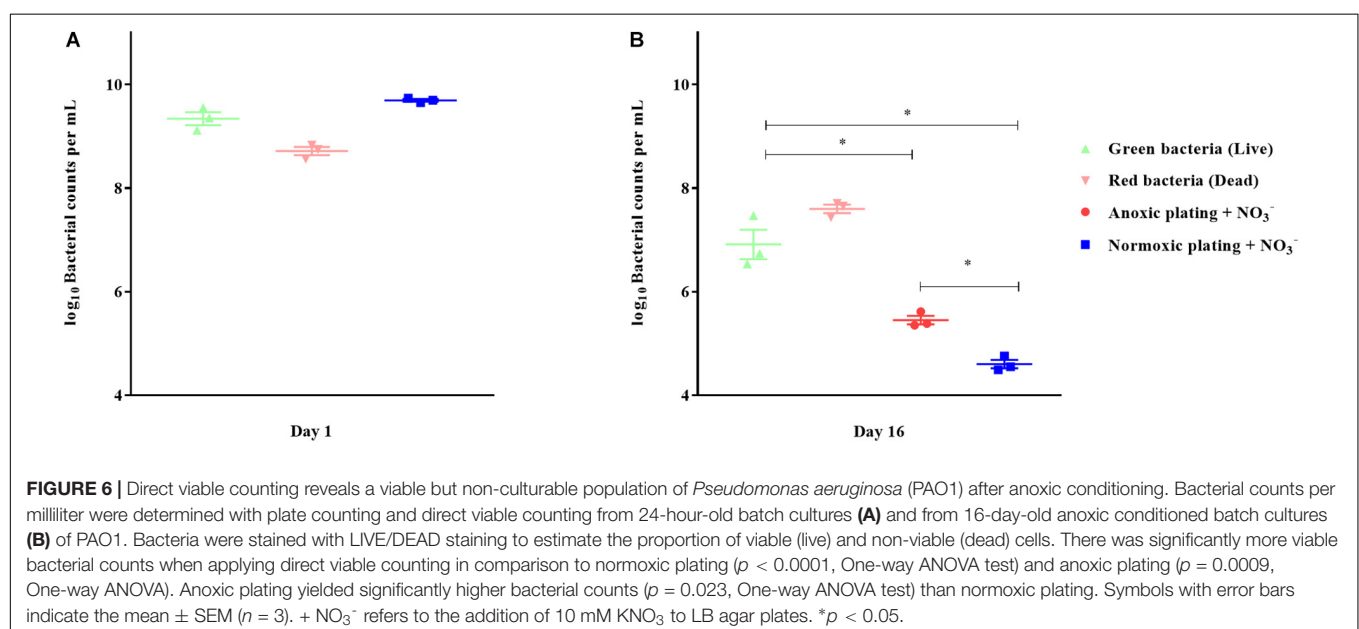 A
B
10
8
6
4
log10 Bacterial counts per mL
Day 1
10
8
6
4
log10 Bacterial counts per mL
*
*
*
Day 16
Green bacteria (Live)
Red bacteria (Dead)
Anoxic plating + NO3-
Normoxic plating + NO3-
FIGURE 6 | Direct viable counting reveals a viable but non-culturable population of Pseudomonas aeruginosa (PAO1) after anoxic conditioning. Bacterial counts per
milliliter were determined with plate counting and direct viable counting from 24-hour-old batch cultures (A) and from 16-day-old anoxic conditioned batch cultures
(B) of PAO1. Bacteria were stained with LIVE/DEAD staining to estimate the proportion of viable (live) and non-viable (dead) cells. There was significantly more viable
bacterial counts when applying direct viable counting in comparison to normoxic plating (p < 0.0001, One-way ANOVA test) and anoxic plating (p = 0.0009,
One-way ANOVA). Anoxic plating yielded significantly higher bacterial counts (p = 0.023, One-way ANOVA test) than normoxic plating. Symbols with error bars
indicate the mean ± SEM (n = 3). + NO3- refers to the addition of 10 mM KNO3 to LB agar plates. *p < 0.05.